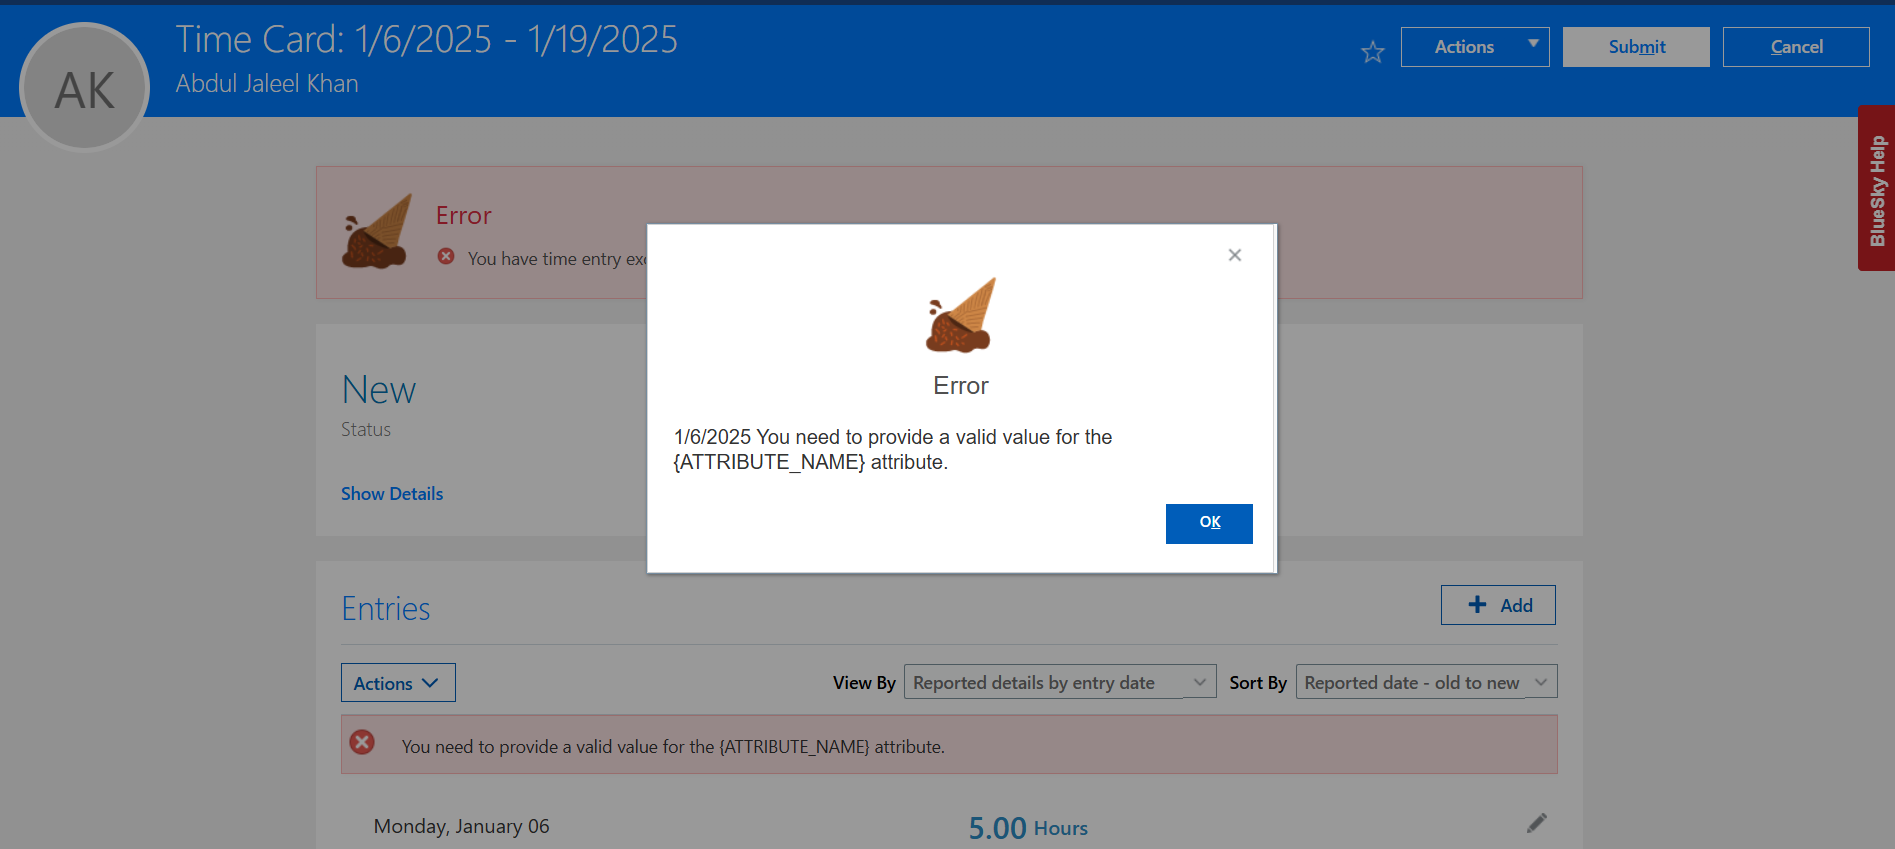 AK
Time Card: 1/6/2025 - 1/19/2025
Abdul Jaleel Khan
Actions
Submit
Cancel
BlueSky Help
Error
You have time entry
Error
1/6/2025 You need to provide a valid value for the
{ATTRIBUTE_NAME} attribute.
OK
New
Status
Show Details
Entries
Add
Actions
View By
Reported details by entry date
Sort By
Reported date - old to new
You need to provide a valid value for the {ATTRIBUTE_NAME} attribute.
Monday, January 06
5.00 Hours